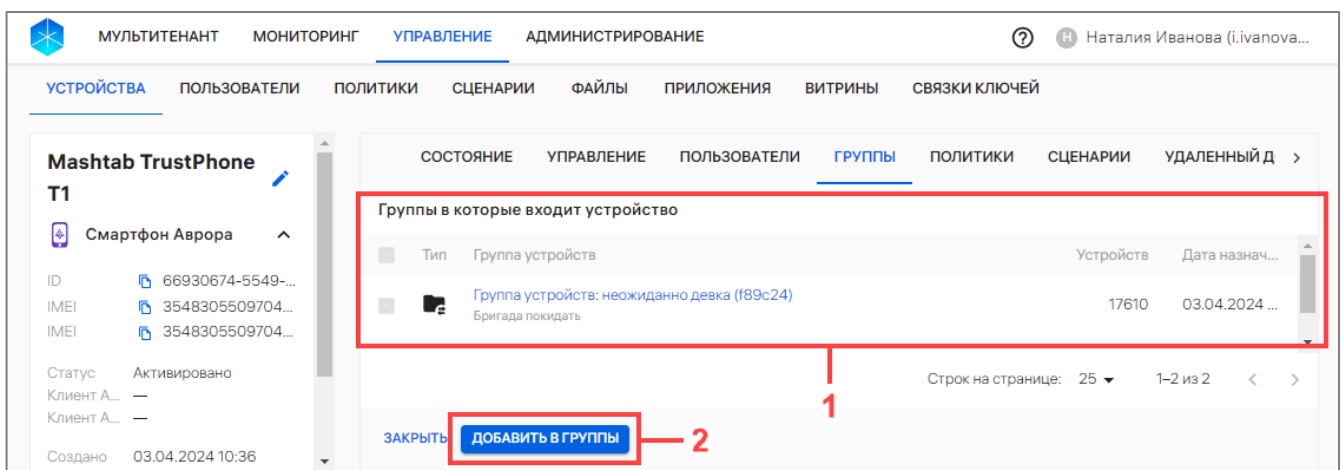 МУЛЬТИТЕНАНТ МОНИТОРИНГ УПРАВЛЕНИЕ АДМИНИСТРИРОВАНИЕ ? Н Наталия Иванова (i.ivanova...
УСТРОЙСТВА ПОЛЬЗОВАТЕЛИ ПОЛИТИКИ СЦЕНАРИИ ФАЙЛЫ ПРИЛОЖЕНИЯ ВИТРИНЫ СВЯЗКИ КЛЮЧЕЙ
Mashtab TrustPhone
T1
Смартфон Аврора
ID 66930674-5549-...
IMEI 3548305509704...
IMEI 3548305509704...
Статус Активировано
Клиент А... —
Клиент А... —
Создано 03.04.2024 10:36
СОСТОЯНИЕ УПРАВЛЕНИЕ ПОЛЬЗОВАТЕЛИ ГРУППЫ ПОЛИТИКИ СЦЕНАРИИ УДАЛЕННЫЙ Д
Группы в которые входит устройство
Тип Группа устройств Устройств Дата назнач...
Группа устройств: неожиданно девка (f89c24) 17610 03.04.2024 ...
Бригада покидать
Строк на странице: 25 1–2 из 2
1
ЗАКРЫТЬ ДОБАВИТЬ В ГРУППЫ 2